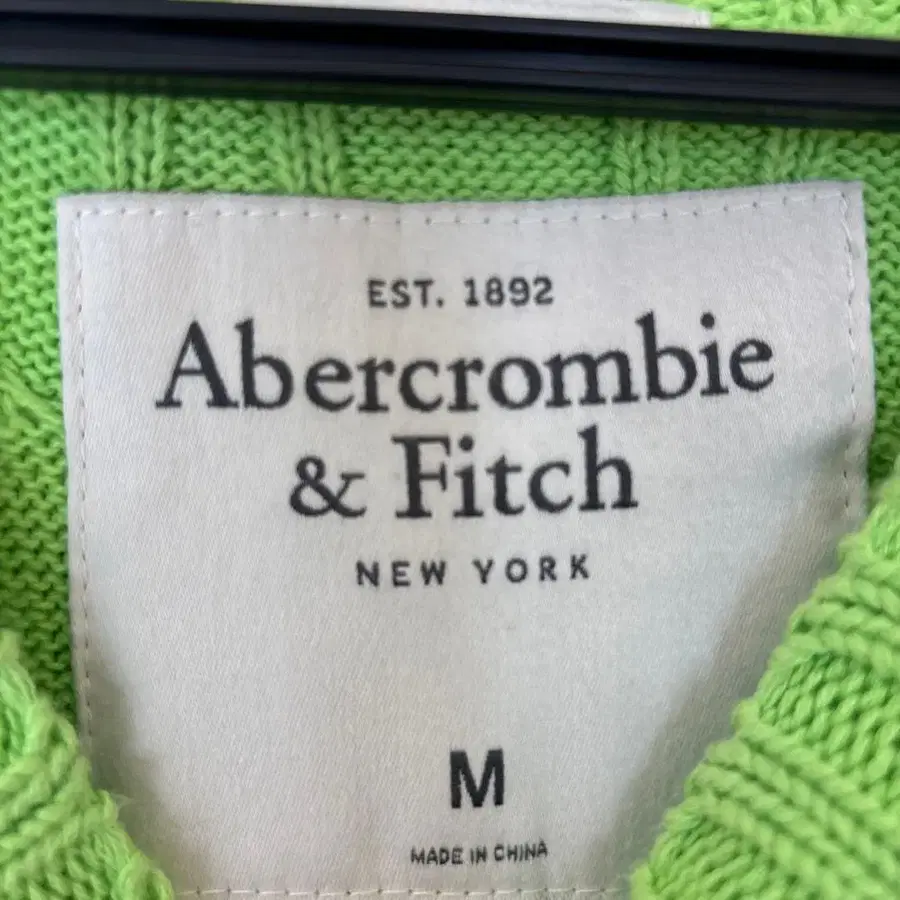 EST. 1892
Abercrombie
& Fitch
NEW YORK
M
MADE IN CHINA